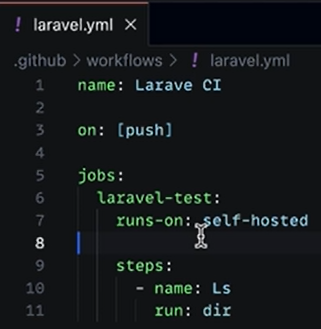 laravel.yml
.github > workflows > laravel.yml
1 name: Larave CI
2
3 on: [push]
4
5 jobs:
6 laravel-test:
7 runs-on: self-hosted
8
9 steps:
10 - name: Ls
11 run: dir